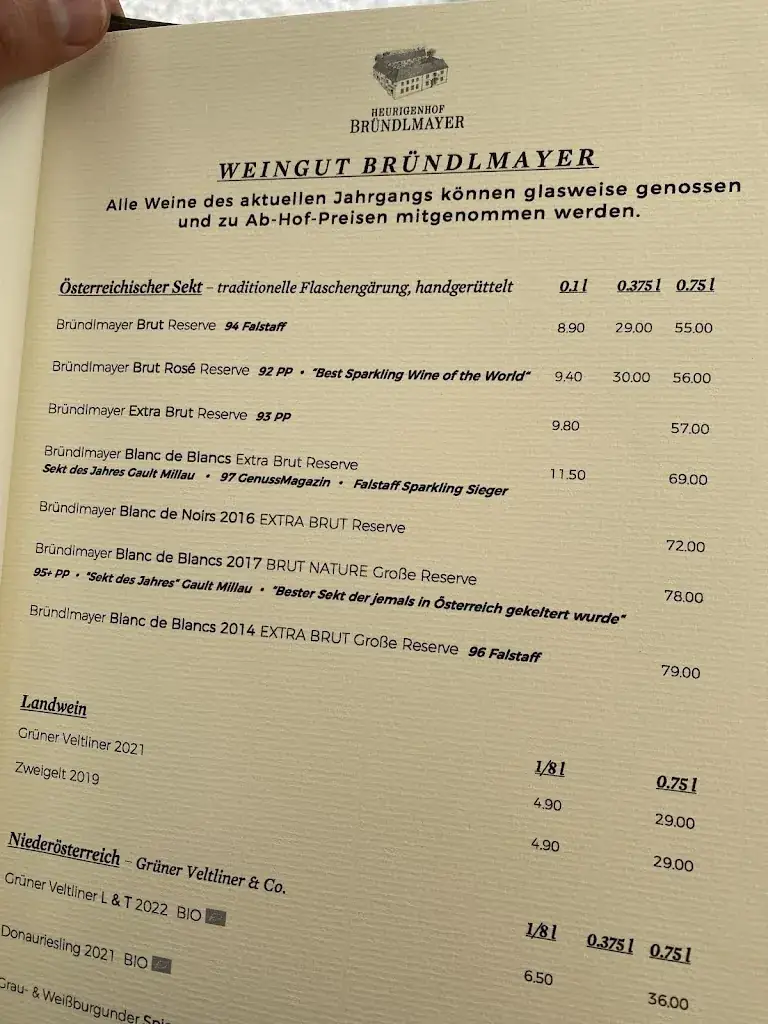 HEURIGENHOF
BRÜNDLMAYER
WEINGUT BRÜNDLMAYER
Alle Weine des aktuellen Jahrgangs können glasweise genossen
und zu Ab-Hof-Preisen mitgenommen werden.
Österreichischer Sekt – traditionelle Flaschengärung, handgerüttelt 0.1 l 0.375 l 0.75 l
Bründlmayer Brut Reserve 94 Falstaff 8.90 29.00 55.00
Bründlmayer Brut Rosé Reserve 92 PP • "Best Sparkling Wine of the World" 9.40 30.00 56.00
Bründlmayer Extra Brut Reserve 93 PP 9.80 57.00
Bründlmayer Blanc de Blancs Extra Brut Reserve 11.50 69.00
Sekt des Jahres Gault Millau • 97 GenussMagazin • Falstaff Sparkling Sieger
Bründlmayer Blanc de Noirs 2016 EXTRA BRUT Reserve 72.00
Bründlmayer Blanc de Blancs 2017 BRUT NATURE Große Reserve 78.00
95+ PP • "Sekt des Jahres" Gault Millau • "Bester Sekt der jemals in Österreich gekeltert wurde"
Bründlmayer Blanc de Blancs 2014 EXTRA BRUT Große Reserve 96 Falstaff 79.00
Landwein 1/8 l 0.75 l
Grüner Veltliner 2021 4.90 29.00
Zweigelt 2019 4.90 29.00
Niederösterreich – Grüner Veltliner & Co. 1/8 l 0.375 l 0.75 l
Grüner Veltliner L & T 2022 BIO 6.50 36.00
Donauriesling 2021 BIO
Grau- & Weißburgunder